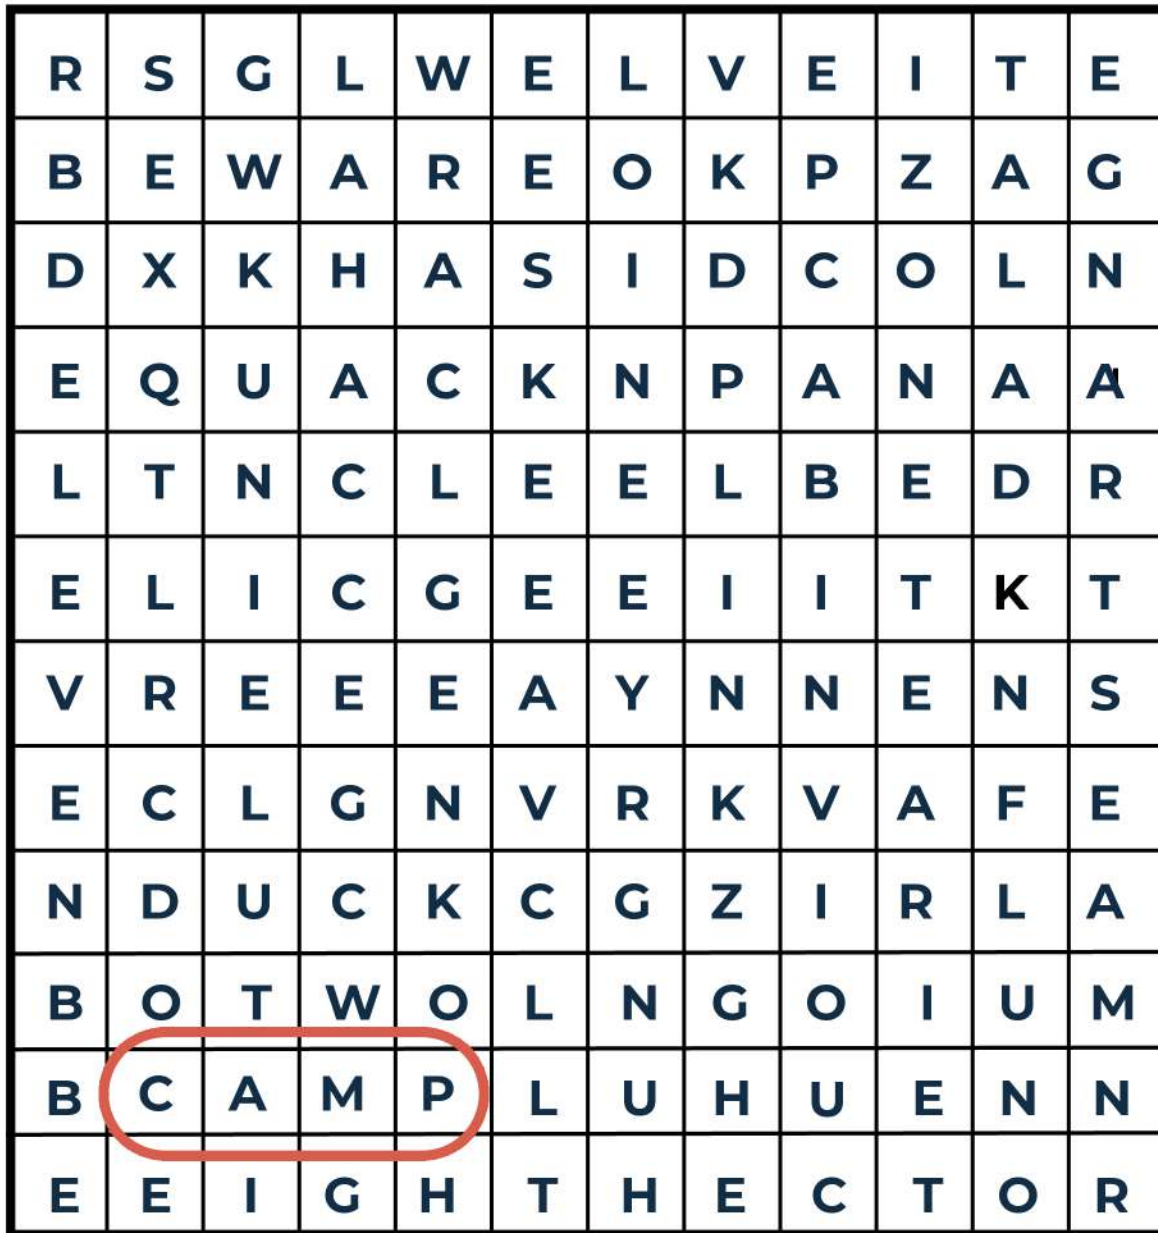 R S G L W E L V E I T E
B E W A R E O K P Z A G
D X K H A S I D C O L N
E Q U A C K N P A N A A
L T N C L E E L B E D R
E L I C G E E I I T K T
V R E E E A Y N N E N S
E C L G N V R K V A F E
N D U C K C G Z I R L A
B O T W O L N G O I U M
B C A M P L U H U E N N
E E I G H T H E C T O R